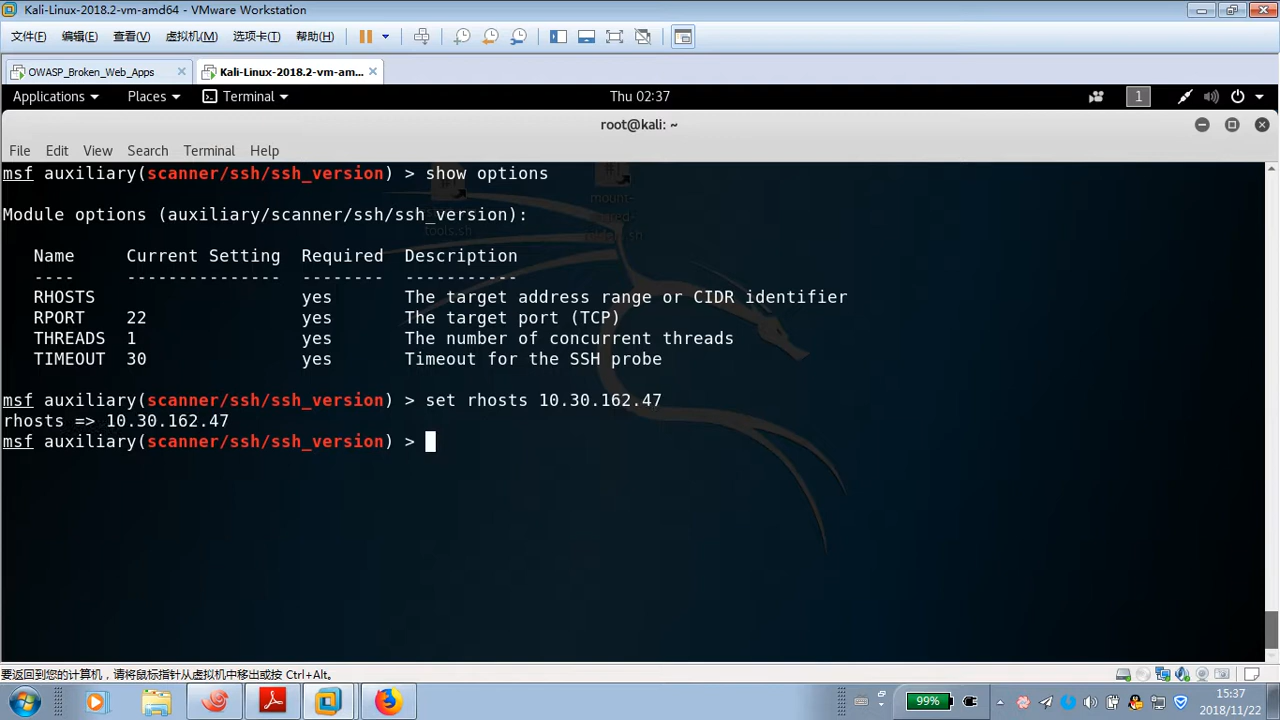 Kali-Linux-2018.2-vm-amd64 - VMware Workstation
文件(F) 编辑(E) 查看(V) 虚拟机(M) 选项卡(T) 帮助(H)
OWASP_Broken_Web_Apps Kali-Linux-2018.2-vm-am...
Applications Places Terminal Thu 02:37 1
root@kali: ~
File Edit View Search Terminal Help
msf auxiliary(scanner/ssh/ssh_version) > show options
Module options (auxiliary/scanner/ssh/ssh_version):
Name Current Setting Required Description
---- --------------- -------- -----------
RHOSTS yes The target address range or CIDR identifier
RPORT 22 yes The target port (TCP)
THREADS 1 yes The number of concurrent threads
TIMEOUT 30 yes Timeout for the SSH probe
msf auxiliary(scanner/ssh/ssh_version) > set rhosts 10.30.162.47
rhosts => 10.30.162.47
msf auxiliary(scanner/ssh/ssh_version) >
要返回到您的计算机，请将鼠标指针从虚拟机中移出或按 Ctrl+Alt。
99%
15:37
2018/11/22